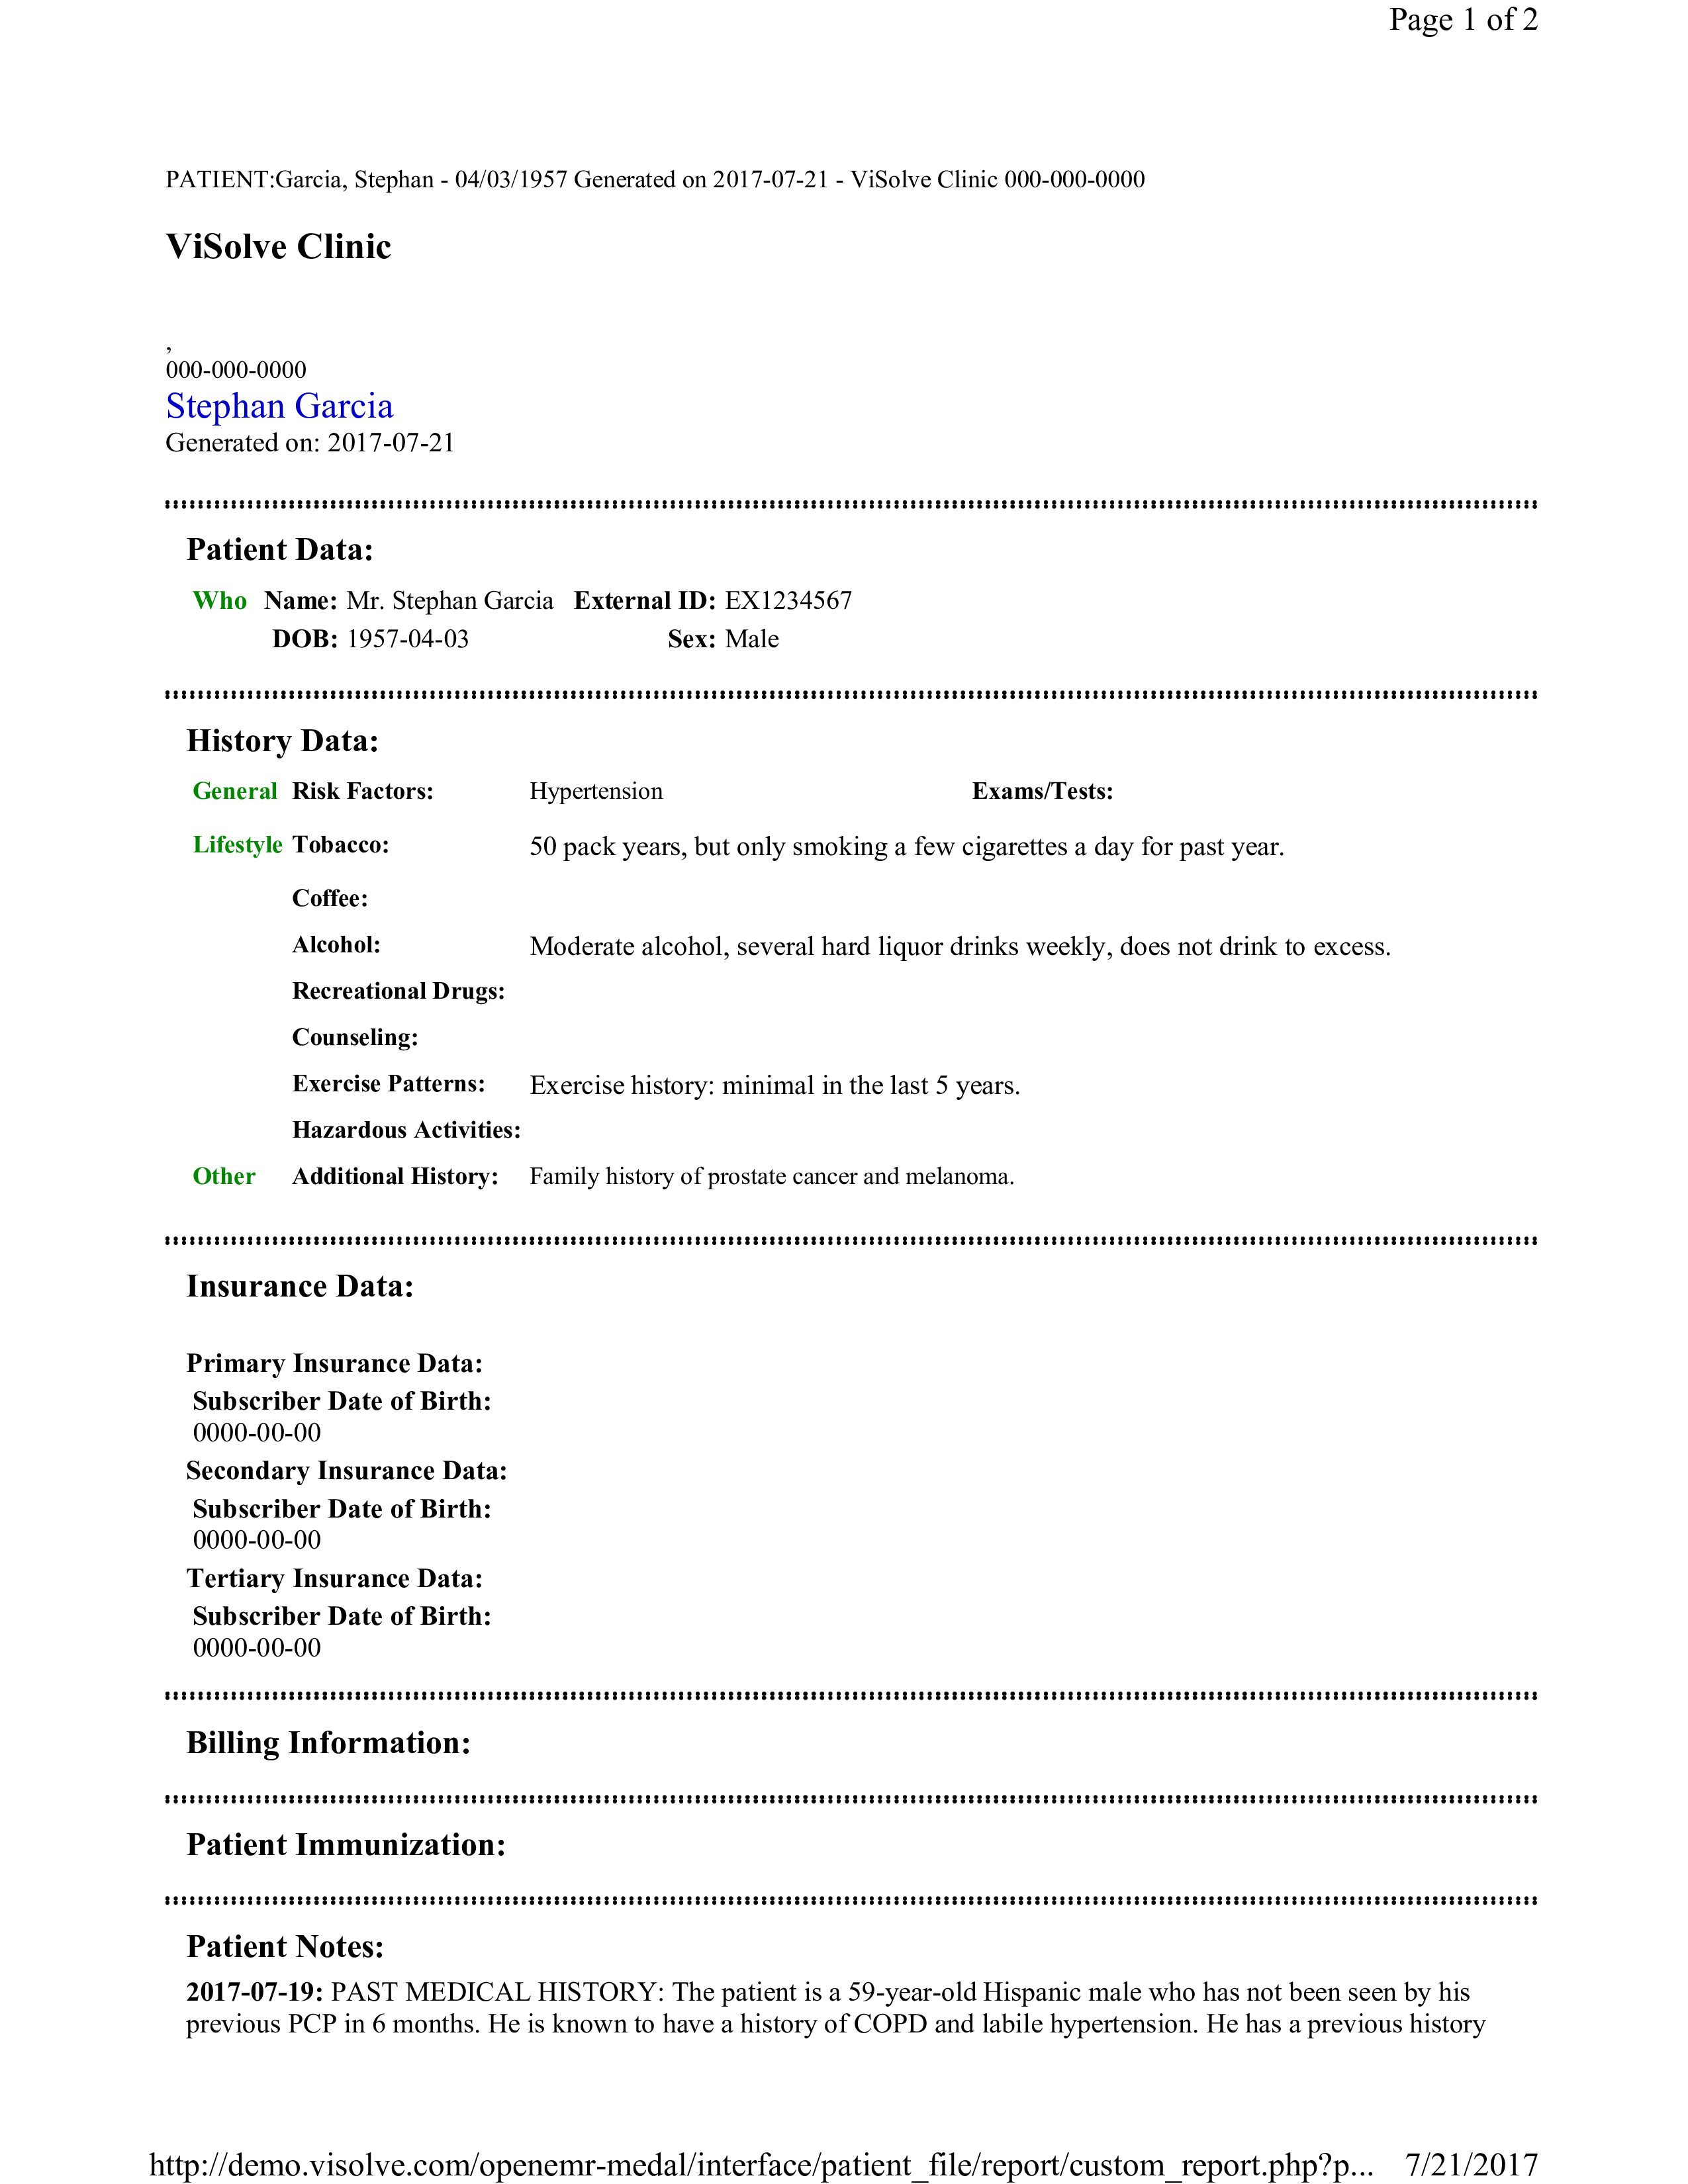 Page 1 of 2
PATIENT:Garcia, Stephan - 04/03/1957 Generated on 2017-07-21 - ViSolve Clinic 000-000-0000
ViSolve Clinic
,
000-000-0000
Stephan Garcia
Generated on: 2017-07-21
Patient Data:
Who Name: Mr. Stephan Garcia External ID: EX1234567
DOB: 1957-04-03 Sex: Male
History Data:
General Risk Factors: Hypertension Exams/Tests:
Lifestyle Tobacco: 50 pack years, but only smoking a few cigarettes a day for past year.
Coffee:
Alcohol: Moderate alcohol, several hard liquor drinks weekly, does not drink to excess.
Recreational Drugs:
Counseling:
Exercise Patterns: Exercise history: minimal in the last 5 years.
Hazardous Activities:
Other Additional History: Family history of prostate cancer and melanoma.
Insurance Data:
Primary Insurance Data:
Subscriber Date of Birth:
0000-00-00
Secondary Insurance Data:
Subscriber Date of Birth:
0000-00-00
Tertiary Insurance Data:
Subscriber Date of Birth:
0000-00-00
Billing Information:
Patient Immunization:
Patient Notes:
2017-07-19: PAST MEDICAL HISTORY: The patient is a 59-year-old Hispanic male who has not been seen by his
previous PCP in 6 months. He is known to have a history of COPD and labile hypertension. He has a previous history
http://demo.visolve.com/openemr-medal/interface/patient_file/report/custom_report.php?p... 7/21/2017